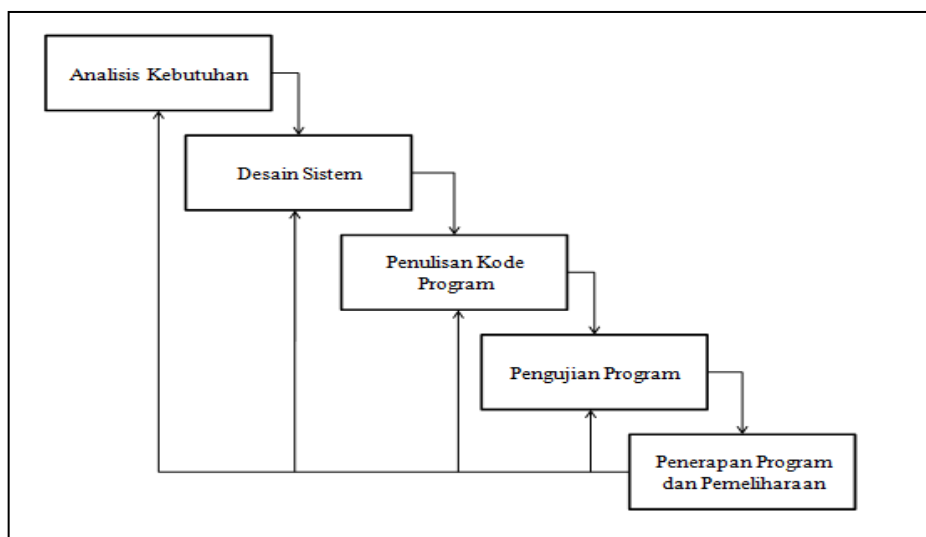 Analisis Kebutuhan
Desain Sistem
Penulisan Kode
Program
Pengujian Program
Penerapan Program
dan Pemeliharaan